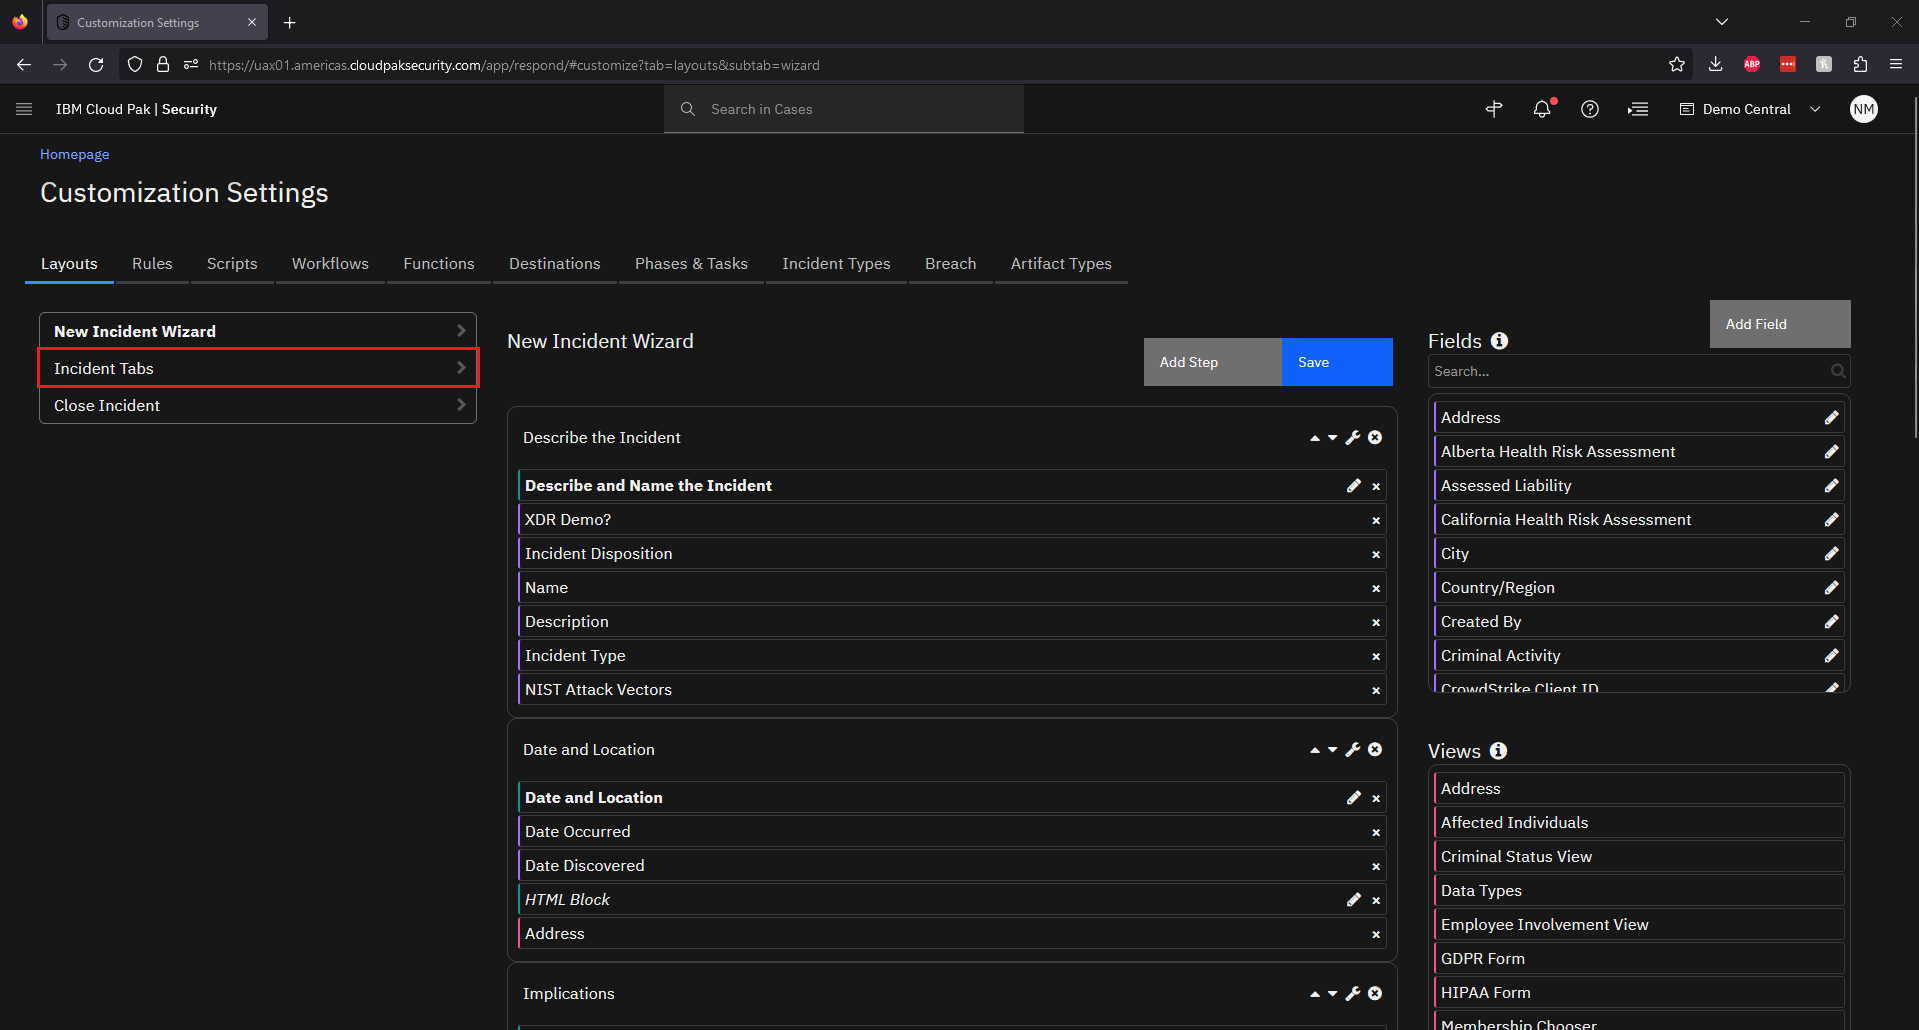 Customization Settings
https://uax01.americas.cloudpaksecurity.com/app/respond/#customize?tab=layouts&subtab=wizard
ABP
IBM Cloud Pak | Security
Search in Cases
Demo Central
NM
Homepage
Customization Settings
Layouts
Rules
Scripts
Workflows
Functions
Destinations
Phases & Tasks
Incident Types
Breach
Artifact Types
New Incident Wizard
Incident Tabs
Close Incident
New Incident Wizard
Add Step
Save
Describe the Incident
Describe and Name the Incident
XDR Demo?
Incident Disposition
Name
Description
Incident Type
NIST Attack Vectors
Date and Location
Date and Location
Date Occurred
Date Discovered
HTML Block
Address
Implications
Fields
Add Field
Search...
Address
Alberta Health Risk Assessment
Assessed Liability
California Health Risk Assessment
City
Country/Region
Created By
Criminal Activity
CrowdStrike Client ID
Views
Address
Affected Individuals
Criminal Status View
Data Types
Employee Involvement View
GDPR Form
HIPAA Form
Membership Chooser